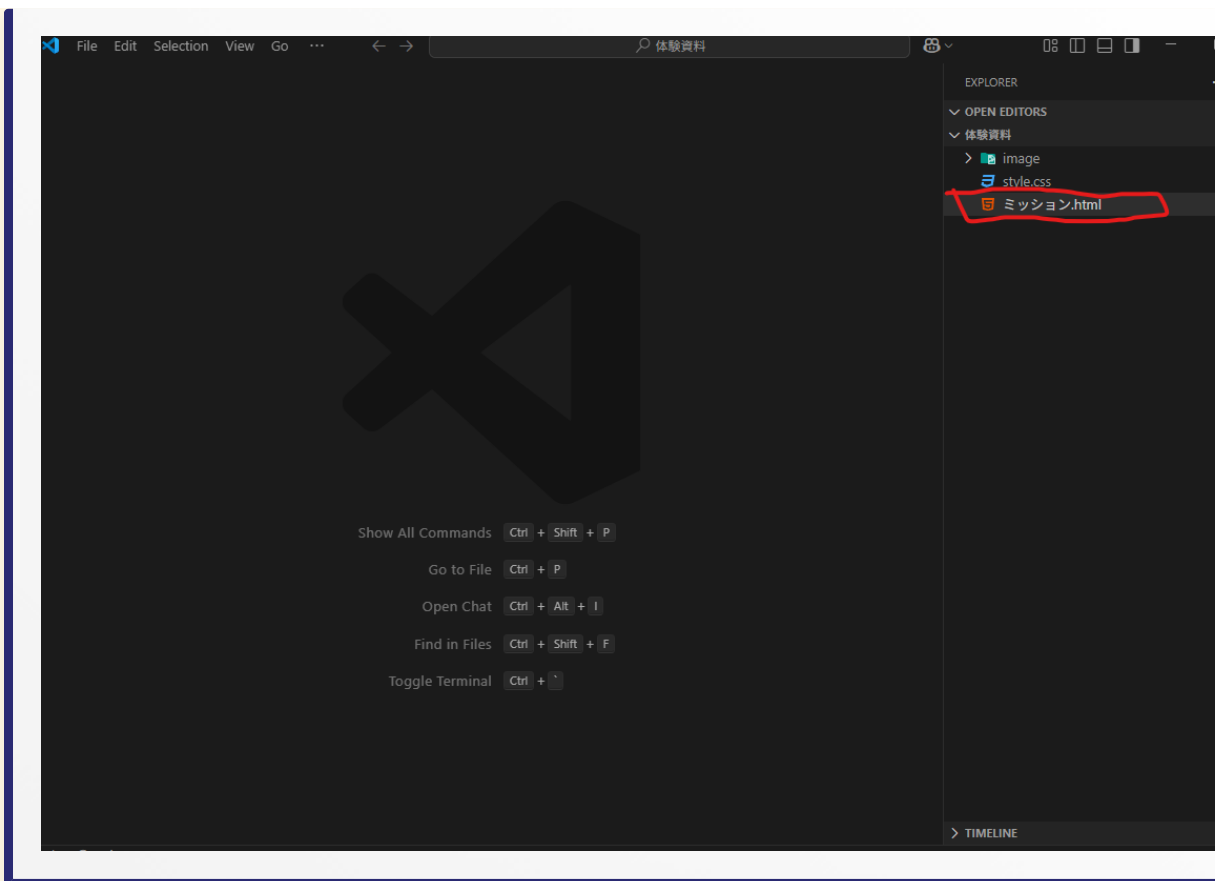 File Edit Selection View Go ··· ← → 体験資料
EXPLORER
OPEN EDITORS
体験資料
image
style.css
ミッション.html
Show All Commands Ctrl + Shift + P
Go to File Ctrl + P
Open Chat Ctrl + Alt + I
Find in Files Ctrl + Shift + F
Toggle Terminal Ctrl + `
TIMELINE